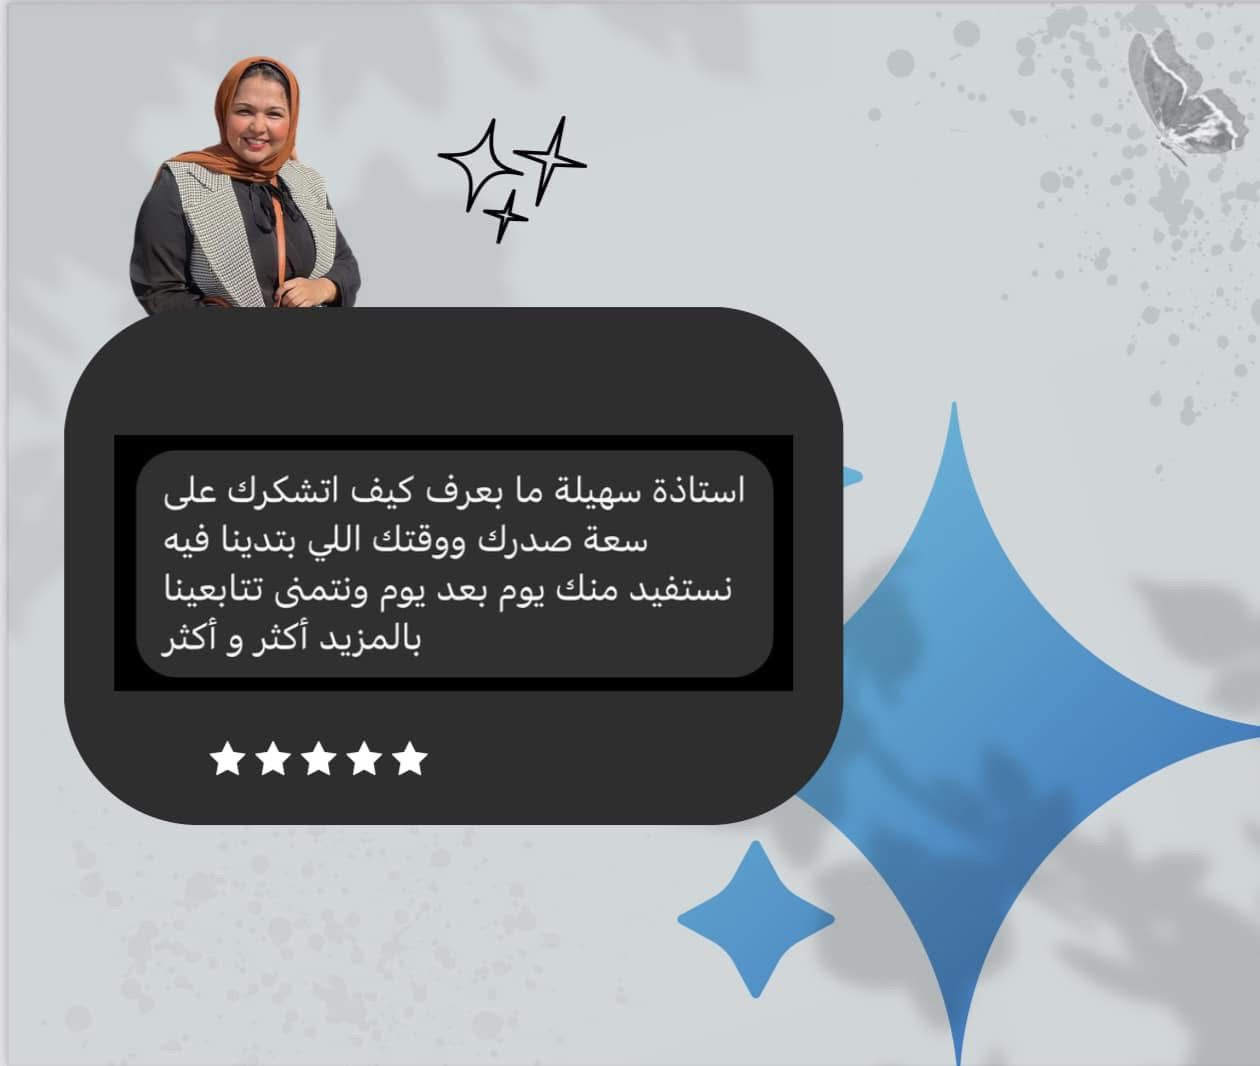 استاذة سهيلة ما بعرف كيف اتشكرك على
سعة صدرك ووقتك اللي بتدينا فيه
نستفيد منك يوم بعد يوم ونتمنى تتابعينا
بالمزيد أكثر و أكثر